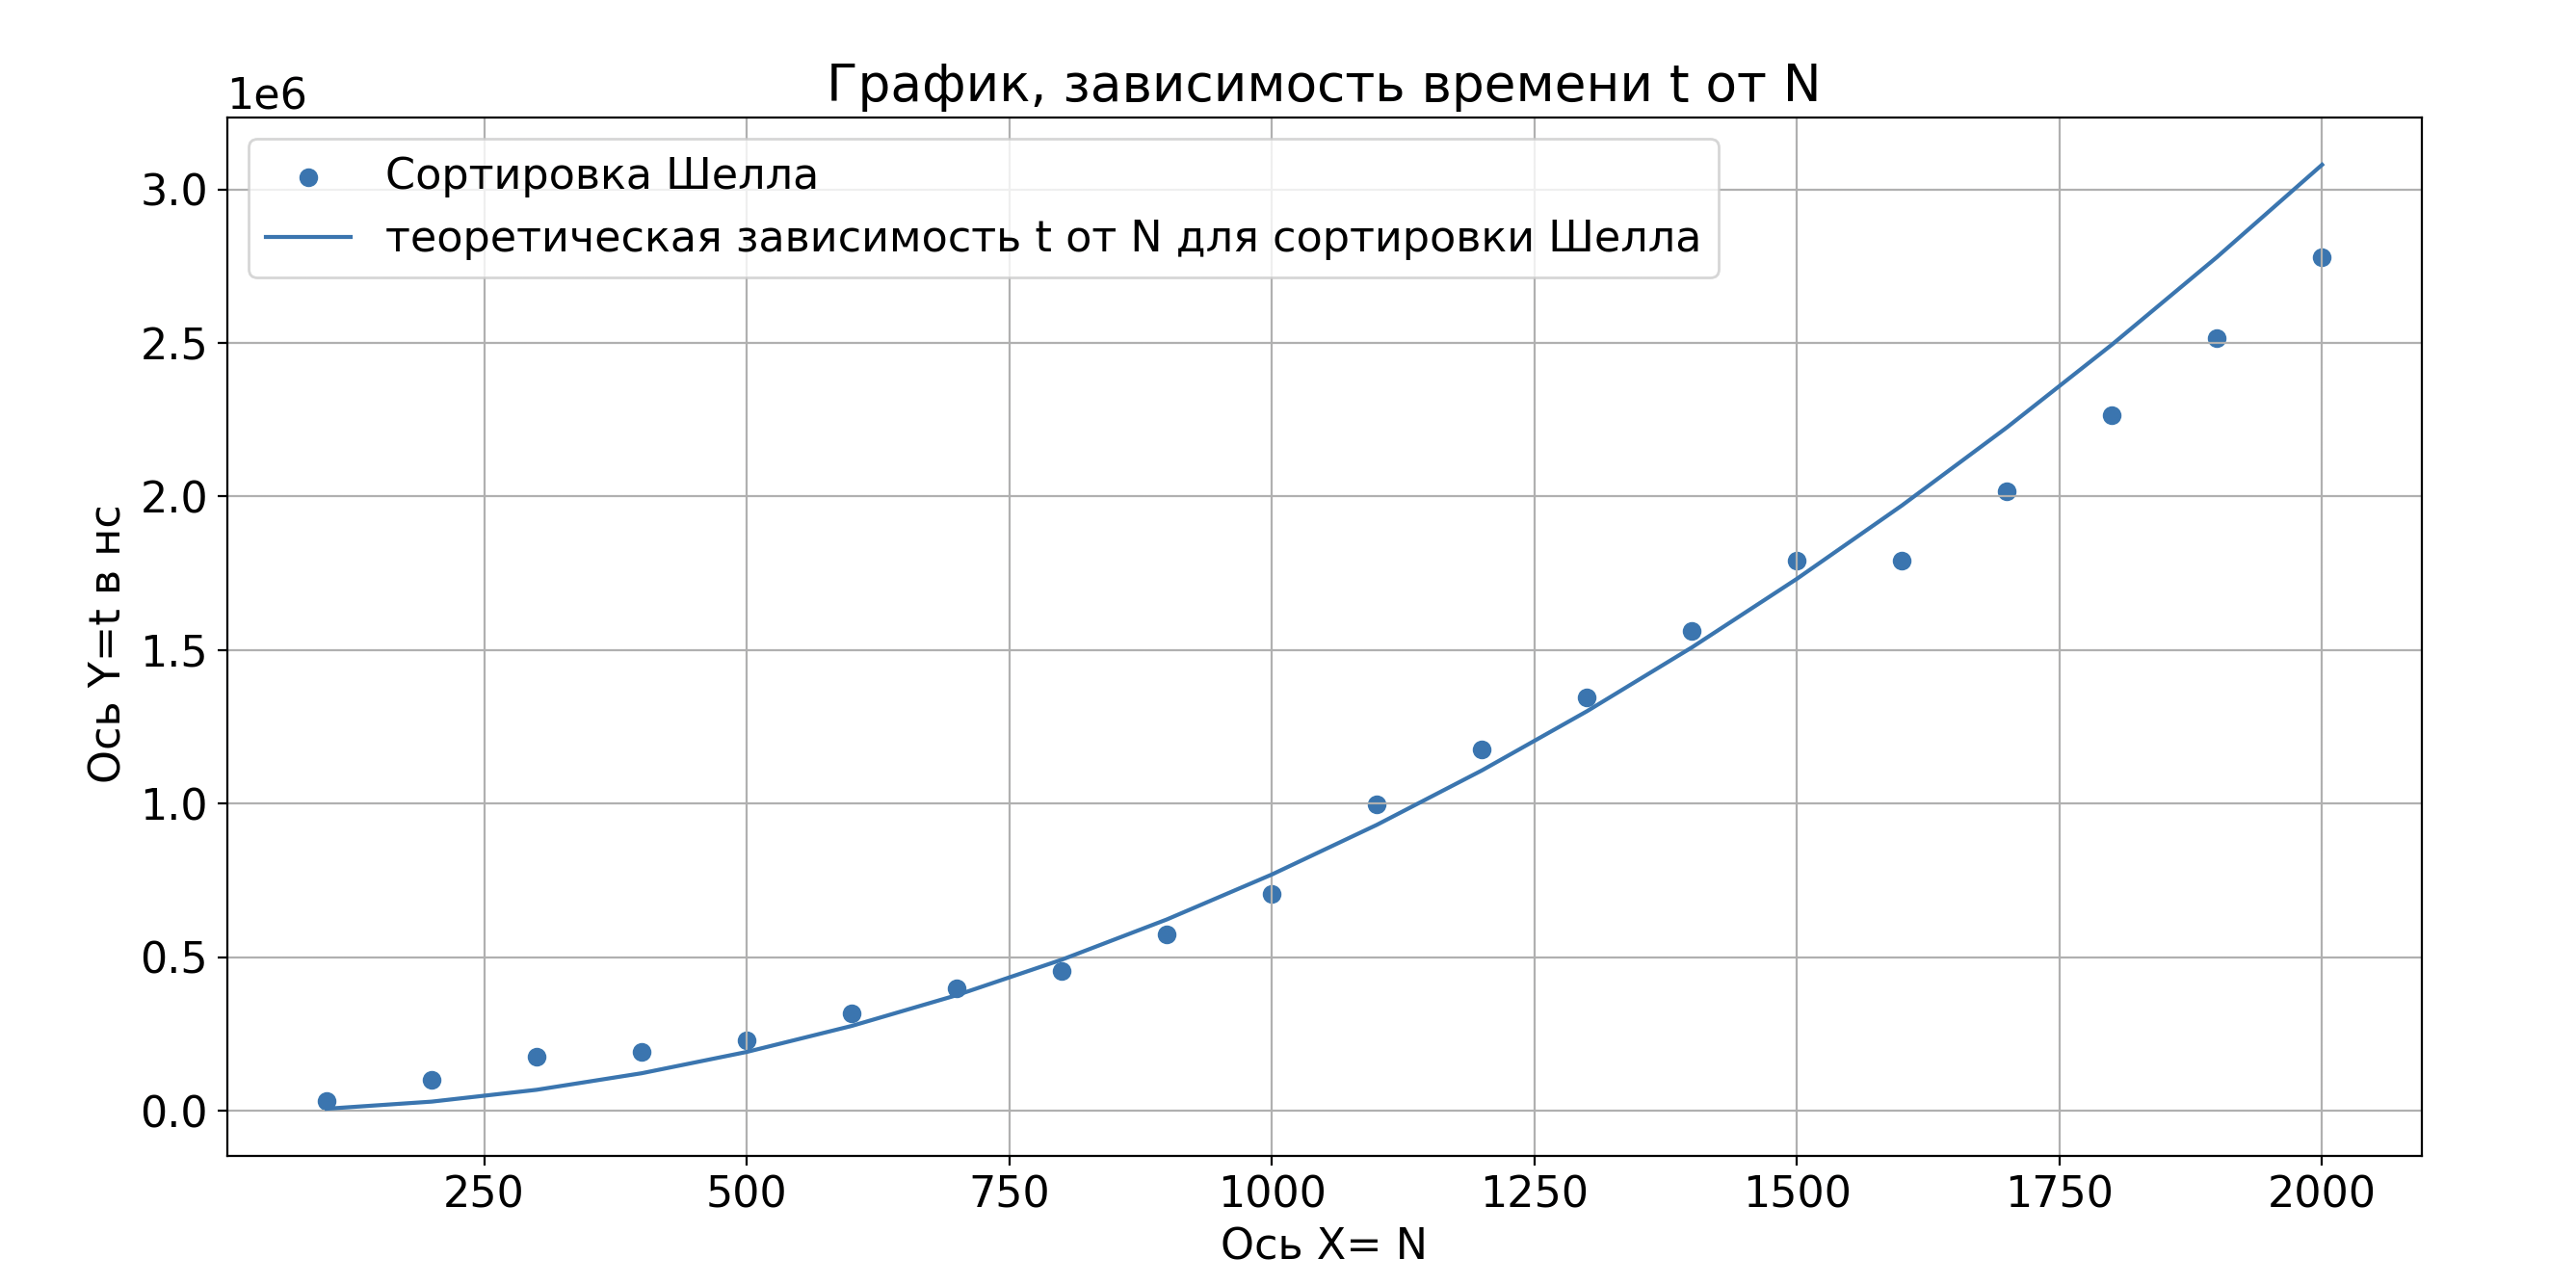 График, зависимость времени t от N
1e6
Сортировка Шелла
теоретическая зависимость t от N для сортировки Шелла
3.0
2.5
2.0
1.5
1.0
0.5
0.0
Ось Y=t в нс
250 500 750 1000 1250 1500 1750 2000
Ось X= N